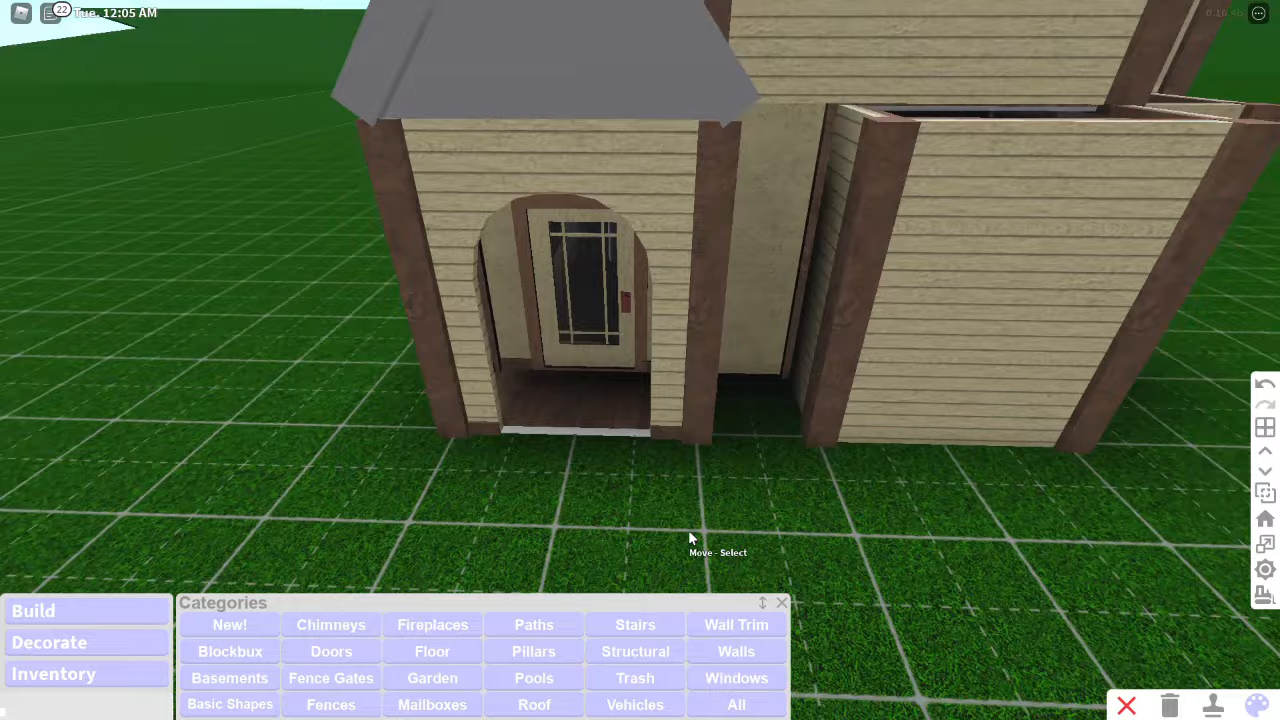 22
Tue. 12:05 AM
Move - Select
Build
Decorate
Inventory
Categories
New! Chimneys Fireplaces Paths Stairs Wall Trim
Blockbux Doors Floor Pillars Structural Walls
Basements Fence Gates Garden Pools Trash Windows
Basic Shapes Fences Mailboxes Roof Vehicles All